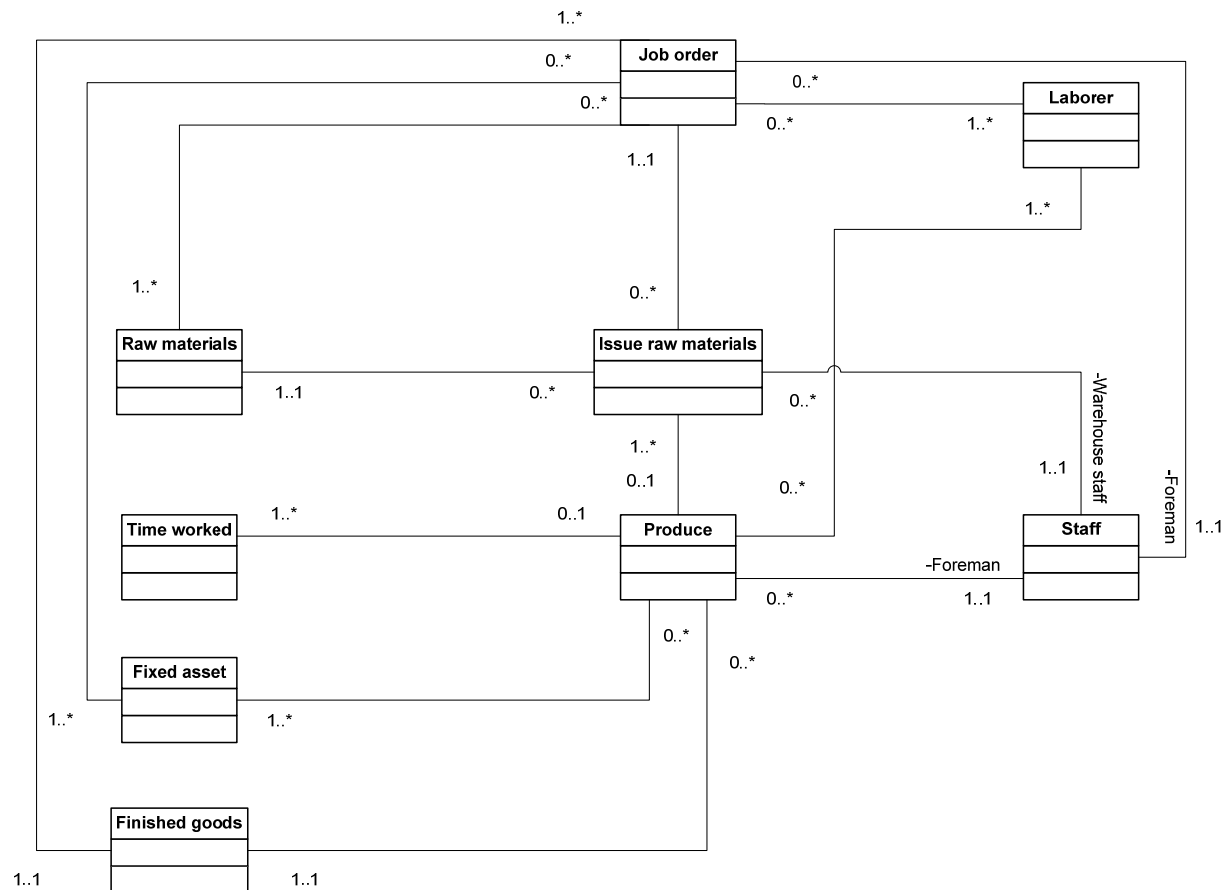 1..*
Job order
0..*
0..*
0..*
Laborer
0..*
1..*
1..1
1..*
1..*
0..*
Raw materials
Issue raw materials
1..1
0..*
0..*
-Warehouse staff
1..*
1..1
-Foreman
0..1
0..*
1..*
0..1
1..1
Time worked
Produce
Staff
-Foreman
0..*
1..1
0..*
0..*
Fixed asset
1..*
1..*
Finished goods
1..1
1..1